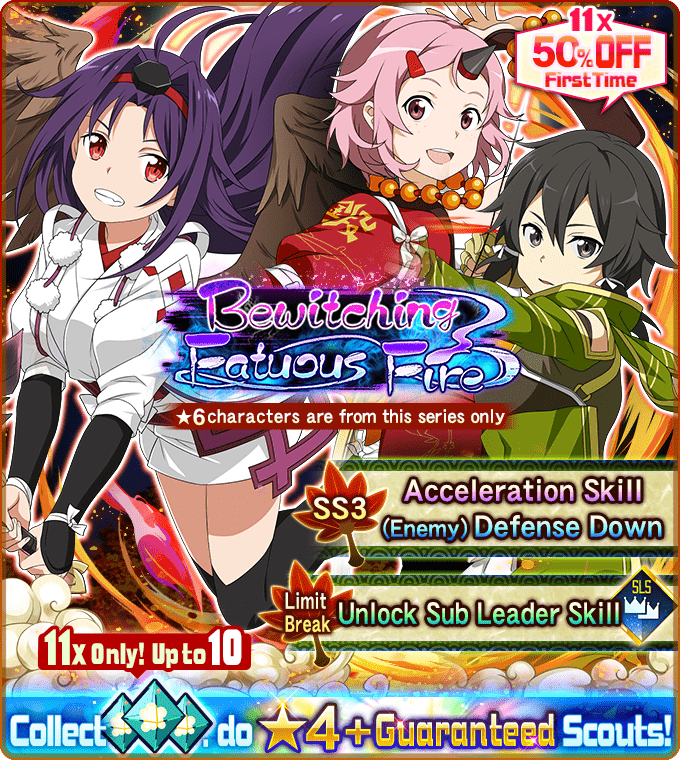 11x
50%OFF
First Time
Bewitching
Fatuous Fire 3
★6 characters are from this series only
SS3
Acceleration Skill
(Enemy) Defense Down
Limit
Break
Unlock Sub Leader Skill
SLS
11x Only! Up to 10
Collect . do ★4+Guaranteed Scouts!